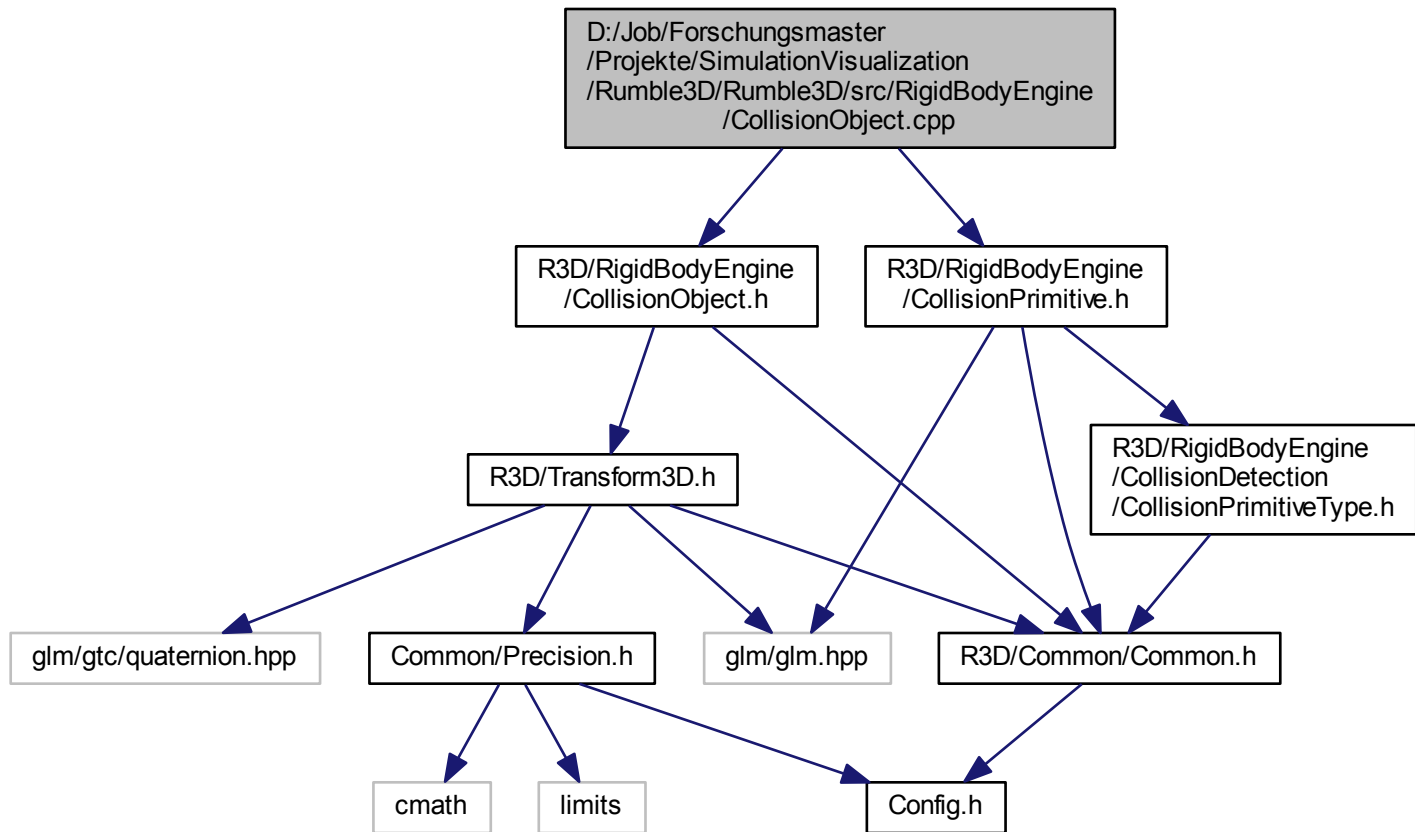 D:/Job/Forschungsmaster
/Projekte/SimulationVisualization
/Rumble3D/Rumble3D/src/RigidBodyEngine
/CollisionObject.cpp
R3D/RigidBodyEngine
/CollisionObject.h
R3D/RigidBodyEngine
/CollisionPrimitive.h
R3D/Transform3D.h
R3D/RigidBodyEngine
/CollisionDetection
/CollisionPrimitiveType.h
glm/gtc/quaternion.hpp
Common/Precision.h
glm/glm.hpp
R3D/Common/Common.h
cmath
limits
Config.h